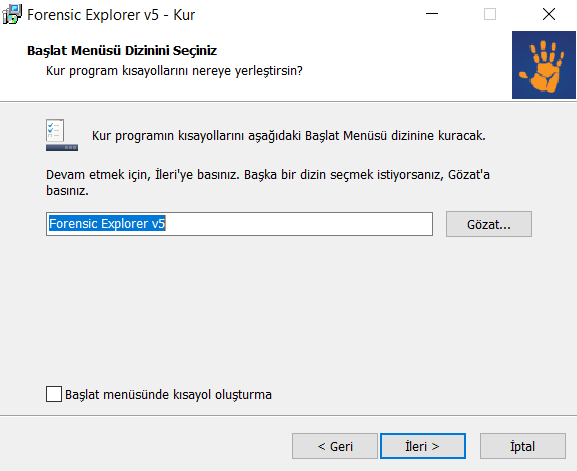 Forensic Explorer v5 - Kur
Başlat Menüsü Dizinini Seçiniz
Kur program kısayollarını nereye yerleştirsin?
Kur programın kısayollarını aşağıdaki Başlat Menüsü dizinine kuracak.
Devam etmek için, İleri'ye basınız. Başka bir dizin seçmek istiyorsanız, Gözat'a
basınız.
Forensic Explorer v5
Gözat...
Başlat menüsünde kısayol oluşturma
< Geri
İleri >
İptal